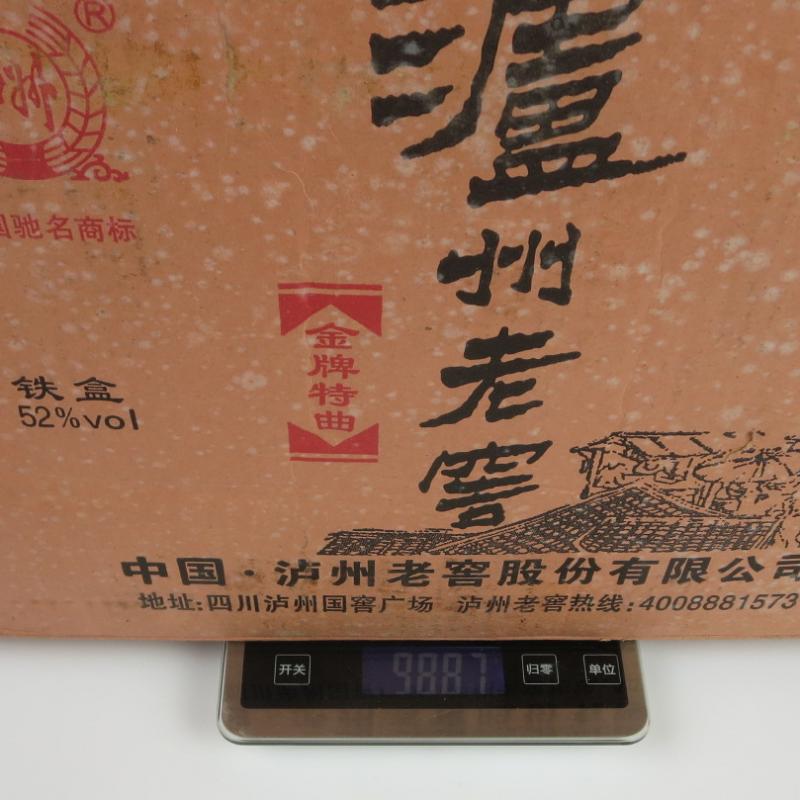 ®
瀘
州
老
窖
国驰名商标
金牌特曲
铁盒
52%vol
中国·泸州老窖股份有限公司
地址:四川泸州国窖广场 泸州老窖热线:4008881573
开关 9887 归零 单位